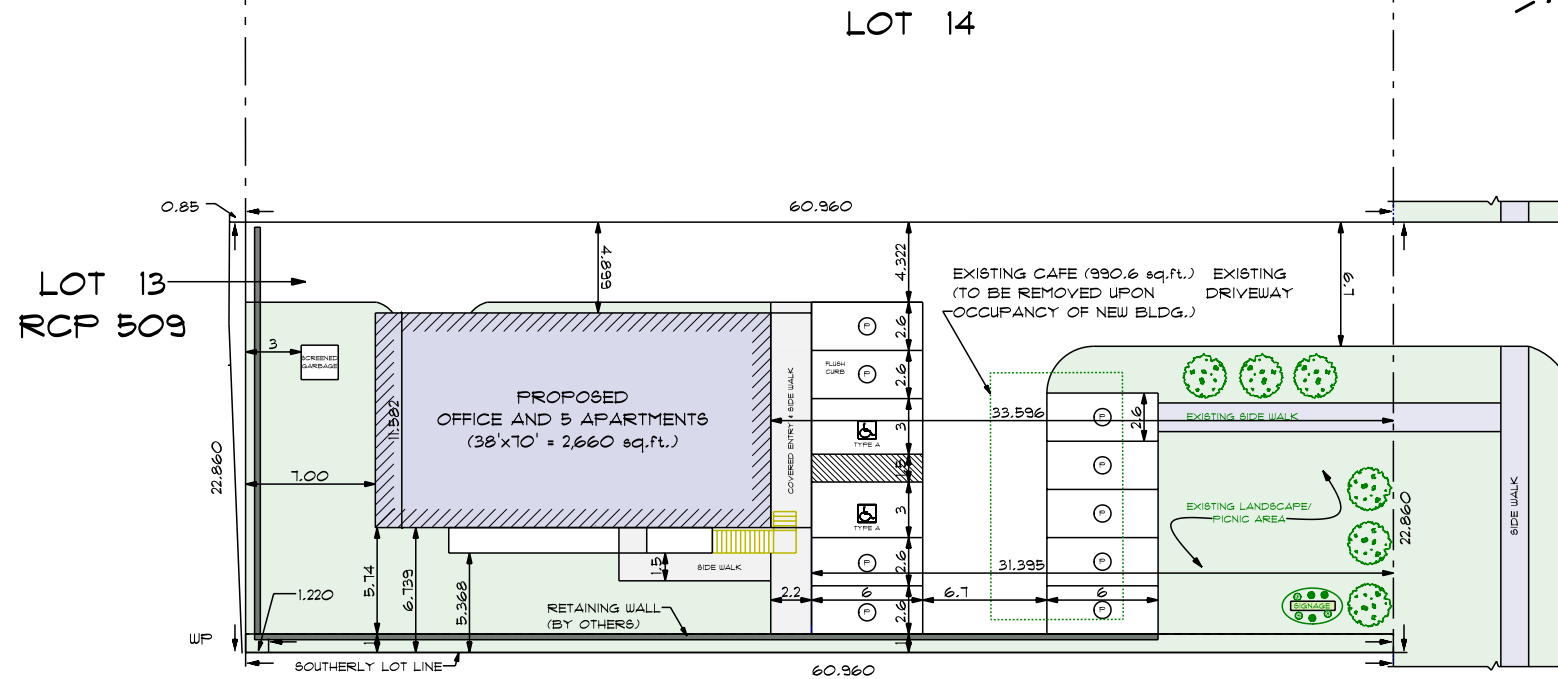 LOT 14
0.85
60.960
LOT 13
RCP 509
4.899
4.322
EXISTING CAFE (990.6 sq.ft.) EXISTING
(TO BE REMOVED UPON DRIVEWAY
OCCUPANCY OF NEW BLDG.)
6.7
3
SCREENED
GARBAGE
P
2.6
FLUSH
CURB
P
2.6
PROPOSED
OFFICE AND 5 APARTMENTS
(38'x70' = 2,660 sq.ft.)
11.582
COVERED ENTRY & SIDE WALK
3
TYPE A
1.5
33.596
P
2.6
EXISTING SIDE WALK
22.860
7.00
3
TYPE A
P
P
EXISTING LANDSCAPE/
PICNIC AREA
22.860
SIDE WALK
5.74
6.739
5.368
1.5
SIDE WALK
P
2.6
31.395
P
1.220
RETAINING WALL
(BY OTHERS)
2.2
6
6.7
6
P
2.6
P
SIGNAGE
WP
1
1
SOUTHERLY LOT LINE
60.960